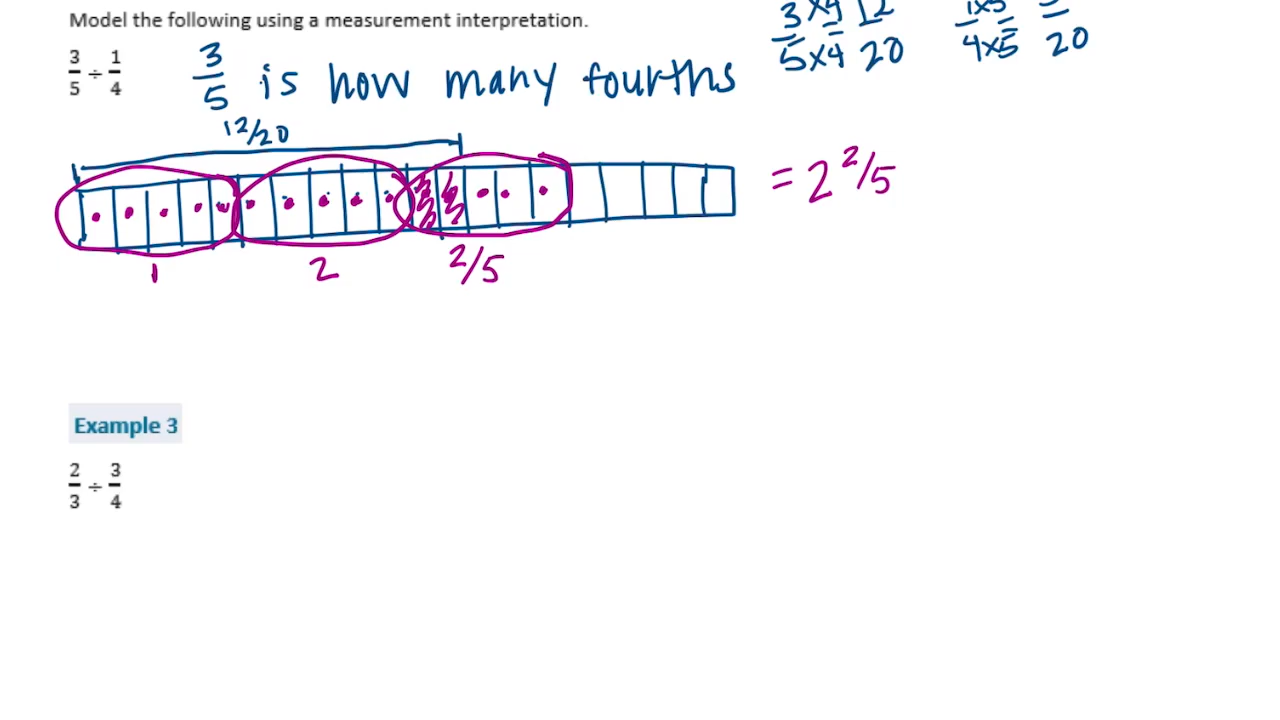 Model the following using a measurement interpretation.
3/5 ÷ 1/4
3/5 is how many fourths
3/5 × 4/4 12/20
1×5/4×5 20
12/20
= 2 2/5
1 2 2/5
Example 3
2/3 ÷ 3/4